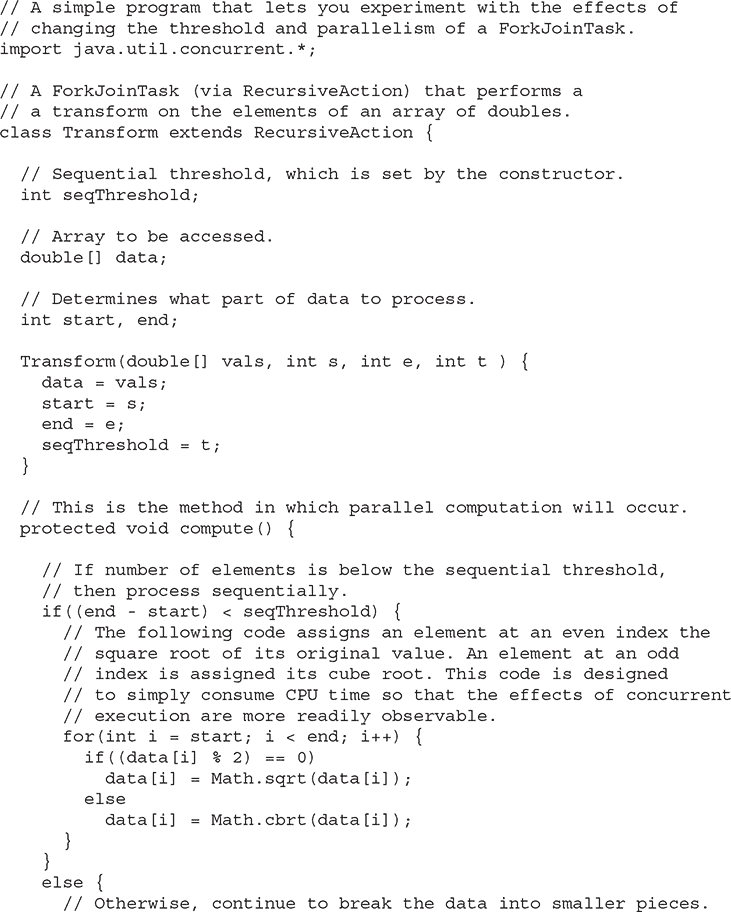 // A simple program that lets you experiment with the effects of
// changing the threshold and parallelism of a ForkJoinTask.
import java.util.concurrent.*;

// A ForkJoinTask (via RecursiveAction) that performs a
// a transform on the elements of an array of doubles.
class Transform extends RecursiveAction {

  // Sequential threshold, which is set by the constructor.
  int seqThreshold;

  // Array to be accessed.
  double[] data;

  // Determines what part of data to process.
  int start, end;

  Transform(double[] vals, int s, int e, int t ) {
    data = vals;
    start = s;
    end = e;
    seqThreshold = t;
  }

  // This is the method in which parallel computation will occur.
  protected void compute() {

    // If number of elements is below the sequential threshold,
    // then process sequentially.
    if((end - start) < seqThreshold) {
      // The following code assigns an element at an even index the
      // square root of its original value. An element at an odd
      // index is assigned its cube root. This code is designed
      // to simply consume CPU time so that the effects of concurrent
      // execution are more readily observable.
      for(int i = start; i < end; i++) {
        if((data[i] % 2) == 0)
          data[i] = Math.sqrt(data[i]);
        else
          data[i] = Math.cbrt(data[i]);
      }
    }
    else {
      // Otherwise, continue to break the data into smaller pieces.